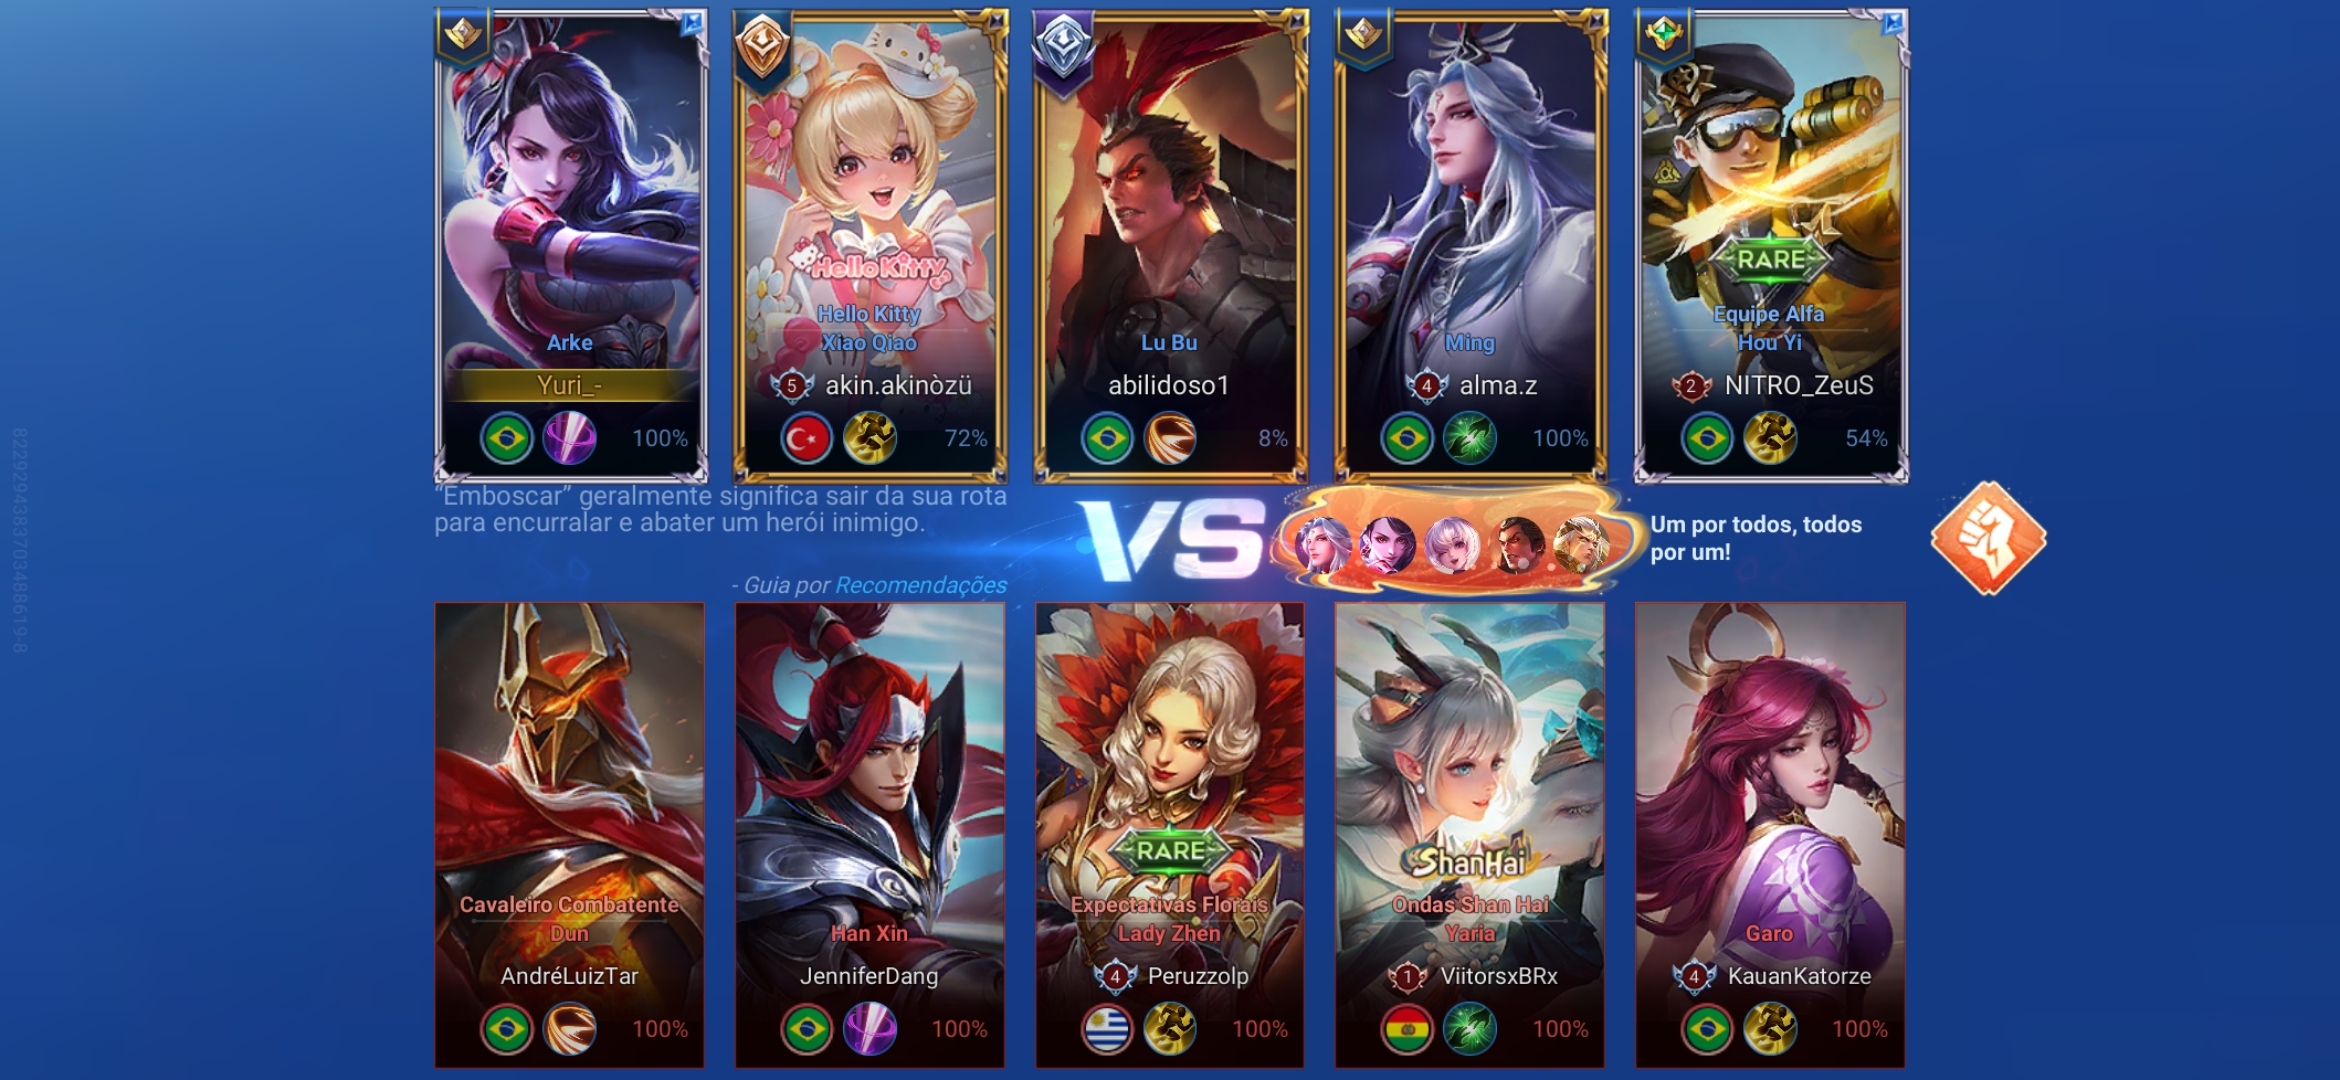 Hello Kitty
RARE
Arke
Hello Kitty
Xiao Qiao
Lu Bu
Ming
Equipe Alfa
Hou Yi
Yuri_-
5 akin.akinòzü
abilidoso1
4 alma.z
2 NITRO_ZeuS
100%
72%
8%
100%
54%
“Emboscar” geralmente significa sair da sua rota
para encurralar e abater um herói inimigo.
- Guia por Recomendações
VS
Um por todos, todos
por um!
RARE
ShanHai
Cavaleiro Combatente
Dun
Han Xin
Expectativas Florais
Lady Zhen
Ondas Shan Hai
Yaria
Garo
AndréLuizTar
JenniferDang
4 Peruzzolp
1 ViitorsxBRx
4 KauanKatorze
100%
100%
100%
100%
100%